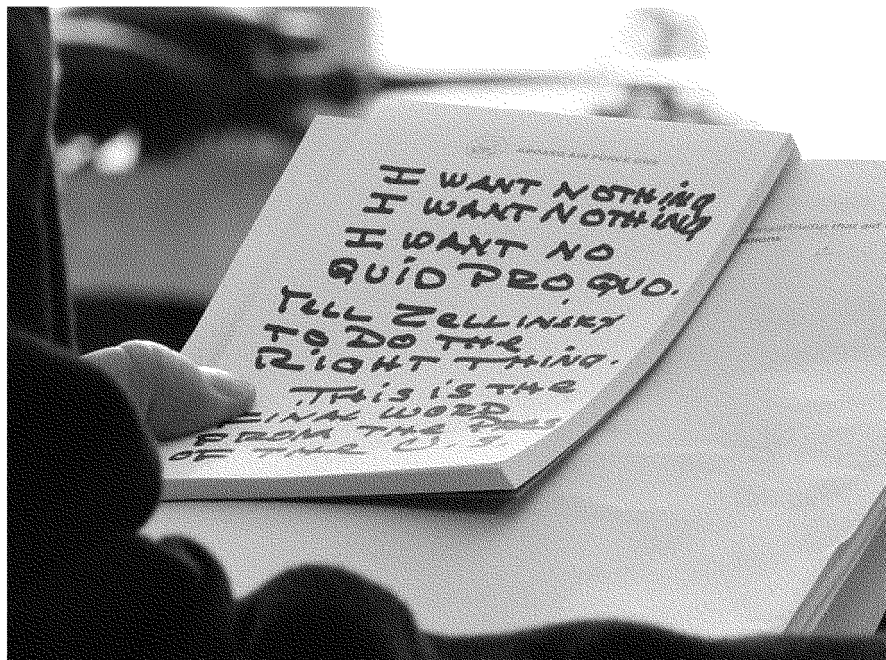 I WANT NOTHING
I WANT NOTHING
I WANT NO
QUID PRO QUO.
TELL ZELLINSKY
TO DO THE
RIGHT THING.
THIS IS THE
FINAL WORD
FROM THE PRES
OF THE U.S